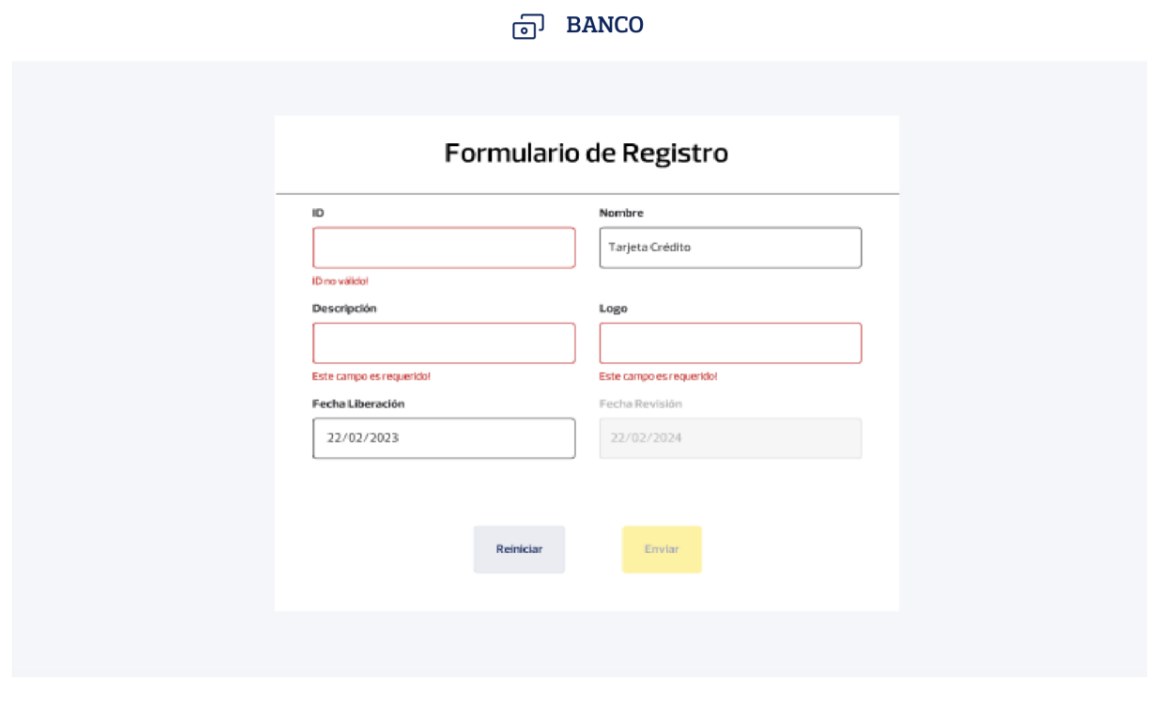 BANCO
Formulario de Registro
ID
Nombre
Tarjeta Crédito
ID no válido!
Descripción
Logo
Este campo es requerido!
Este campo es requerido!
Fecha Liberación
Fecha Revisión
22/02/2023
22/02/2024
Reiniciar
Enviar